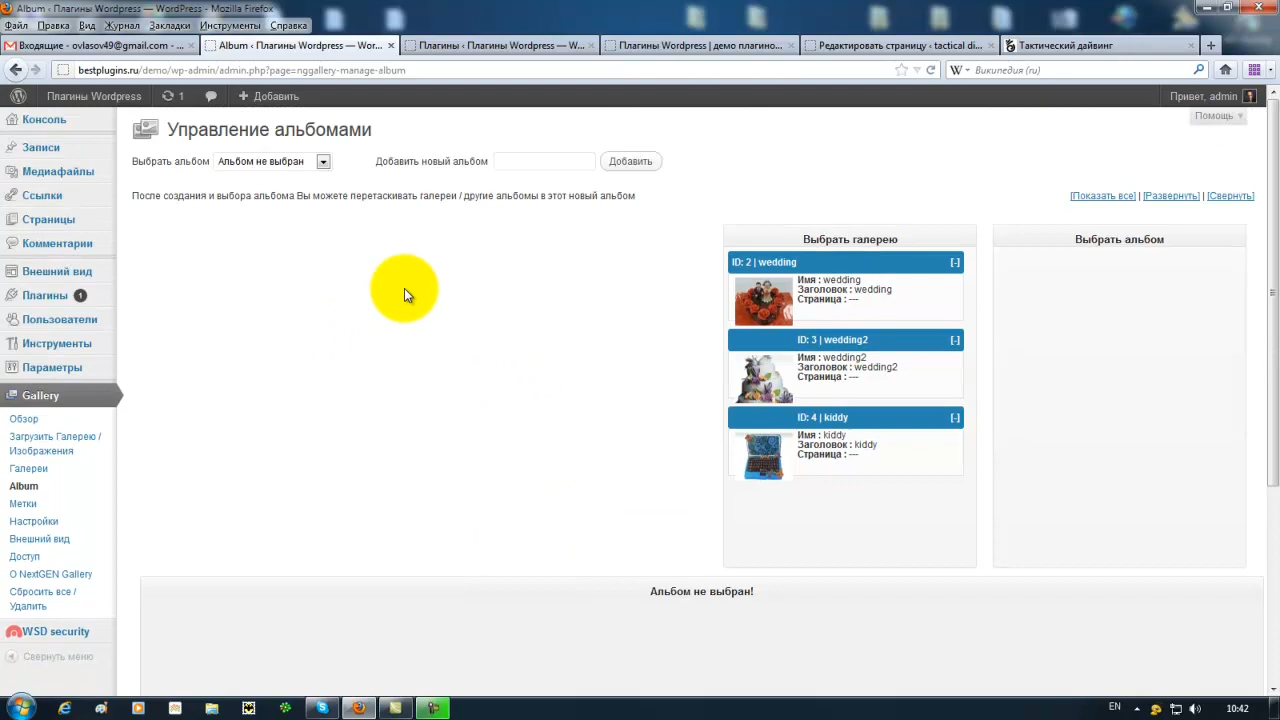 Album ‹ Плагины Wordpress — WordPress - Mozilla Firefox
Файл Правка Вид Журнал Закладки Инструменты Справка
Входящие - ovlasov49@gmail.com - ...
Album ‹ Плагины Wordpress — Wor...
Плагины ‹ Плагины Wordpress — W...
Плагины Wordpress | демо плагино...
Редактировать страницу ‹ tactical di...
Тактический дайвинг
bestplugins.ru/demo/wp-admin/admin.php?page=nggallery-manage-album
Википедия (ru)
Плагины Wordpress 1 Добавить Привет, admin
Помощь
Консоль
Записи
Медиафайлы
Ссылки
Страницы
Комментарии
Внешний вид
Плагины 1
Пользователи
Инструменты
Параметры
Gallery
Обзор
Загрузить Галерею /
Изображения
Галереи
Album
Метки
Настройки
Внешний вид
Доступ
О NextGEN Gallery
Сбросить все /
Удалить
WSD security
Свернуть меню
Управление альбомами
Выбрать альбом Альбом не выбран Добавить новый альбом Добавить
После создания и выбора альбома Вы можете перетаскивать галереи / другие альбомы в этот новый альбом
[Показать все] | [Развернуть] | [Свернуть]
Выбрать галерею
ID: 2 | wedding [-]
Имя : wedding
Заголовок : wedding
Страница : ---
ID: 3 | wedding2 [-]
Имя : wedding2
Заголовок : wedding2
Страница : ---
ID: 4 | kiddy [-]
Имя : kiddy
Заголовок : kiddy
Страница : ---
Выбрать альбом
Альбом не выбран!
EN 10:42